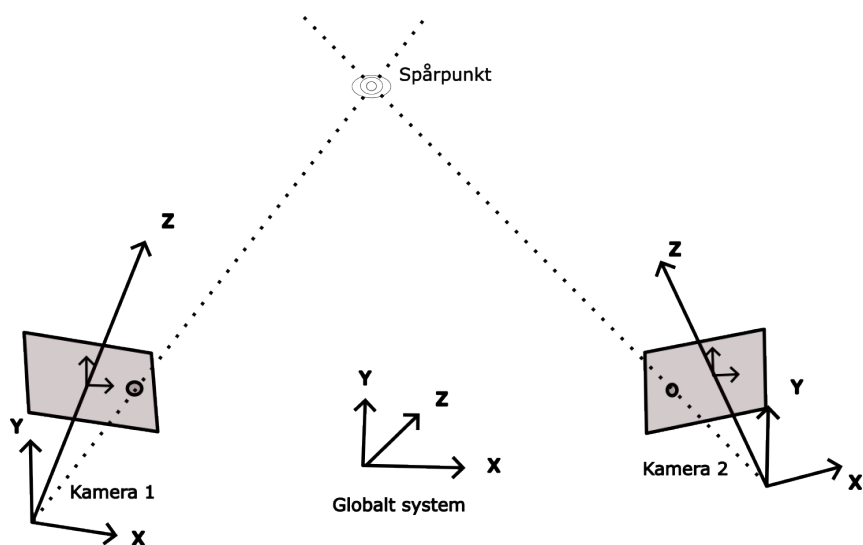 Spårpunkt
Z
Z
Y
Z
Y
Y
X
X
Kamera 2
X
Kamera 1
Globalt system
X